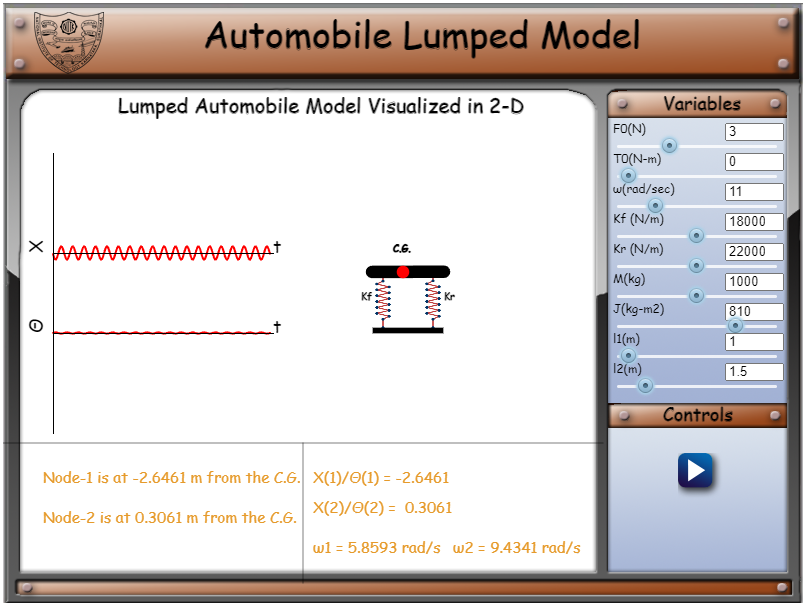 Automobile Lumped Model
Lumped Automobile Model Visualized in 2-D
X
t
Θ
t
C.G.
Kf
Kr
Node-1 is at -2.6461 m from the C.G.
Node-2 is at 0.3061 m from the C.G.
X(1)/Θ(1) = -2.6461
X(2)/Θ(2) = 0.3061
ω1 = 5.8593 rad/s ω2 = 9.4341 rad/s
Variables
F0(N) 3
T0(N-m) 0
ω(rad/sec) 11
Kf (N/m) 18000
Kr (N/m) 22000
M(kg) 1000
J(kg-m2) 810
l1(m) 1
l2(m) 1.5
Controls